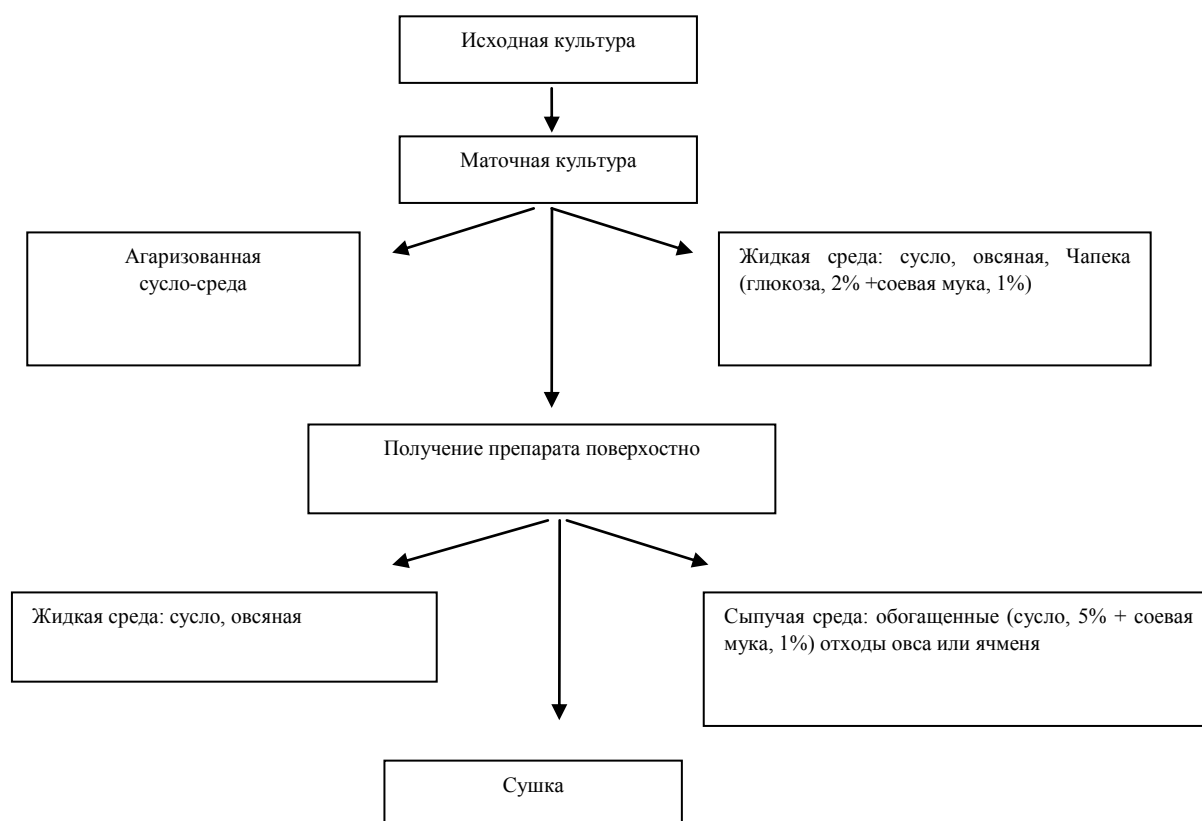 Исходная культура
Маточная культура
Агаризованная
сусло-среда
Жидкая среда: сусло, овсяная, Чапека
(глюкоза, 2% +соевая мука, 1%)
Получение препарата поверхостно
Жидкая среда: сусло, овсяная
Сыпучая среда: обогащенные (сусло, 5% + соевая
мука, 1%) отходы овса или ячменя
Сушка